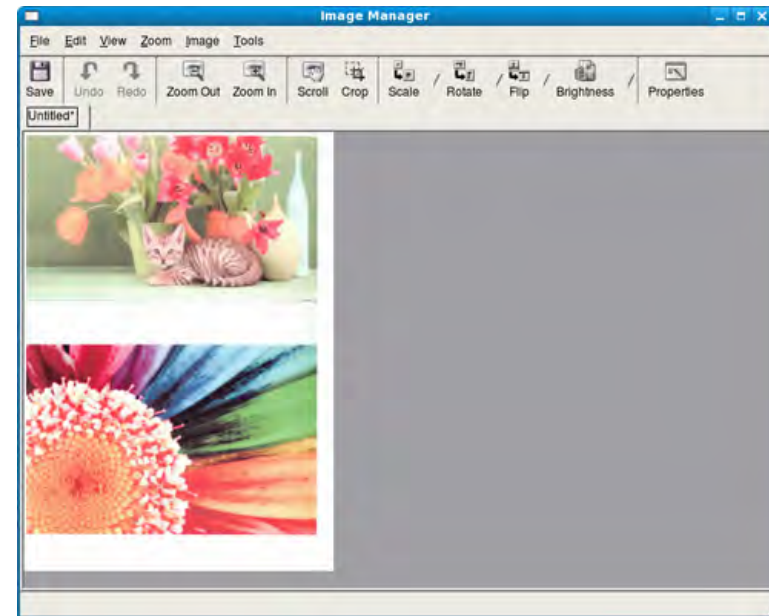 Image Manager
File Edit View Zoom Image Tools
Save Undo Redo Zoom Out Zoom In Scroll Crop Scale / Rotate / Flip / Brightness / Properties
Untitled*